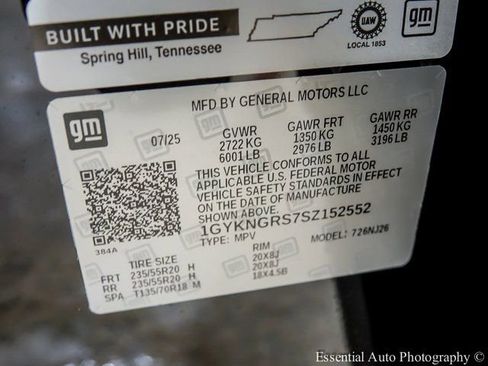 BUILT WITH PRIDE
Spring Hill, Tennessee
UAW
LOCAL 1853
gm
MFD BY GENERAL MOTORS LLC
gm
07/25
GVWR
2722 KG
6001 LB
GAWR FRT
1350 KG
2976 LB
GAWR RR
1450 KG
3196 LB
THIS VEHICLE CONFORMS TO ALL
APPLICABLE U.S. FEDERAL MOTOR
VEHICLE SAFETY STANDARDS IN EFFECT
ON THE DATE OF MANUFACTURE
SHOWN ABOVE.
1GYKNGRS7SZ152552
TYPE: MPV
MODEL: 726NJ26
384A
TIRE SIZE
RIM
FRT 235/55R20 H 20X8J
RR 235/55R20 H 20X8J
SPA T135/70R18 M 18X4.5B
Essential Auto Photography ©